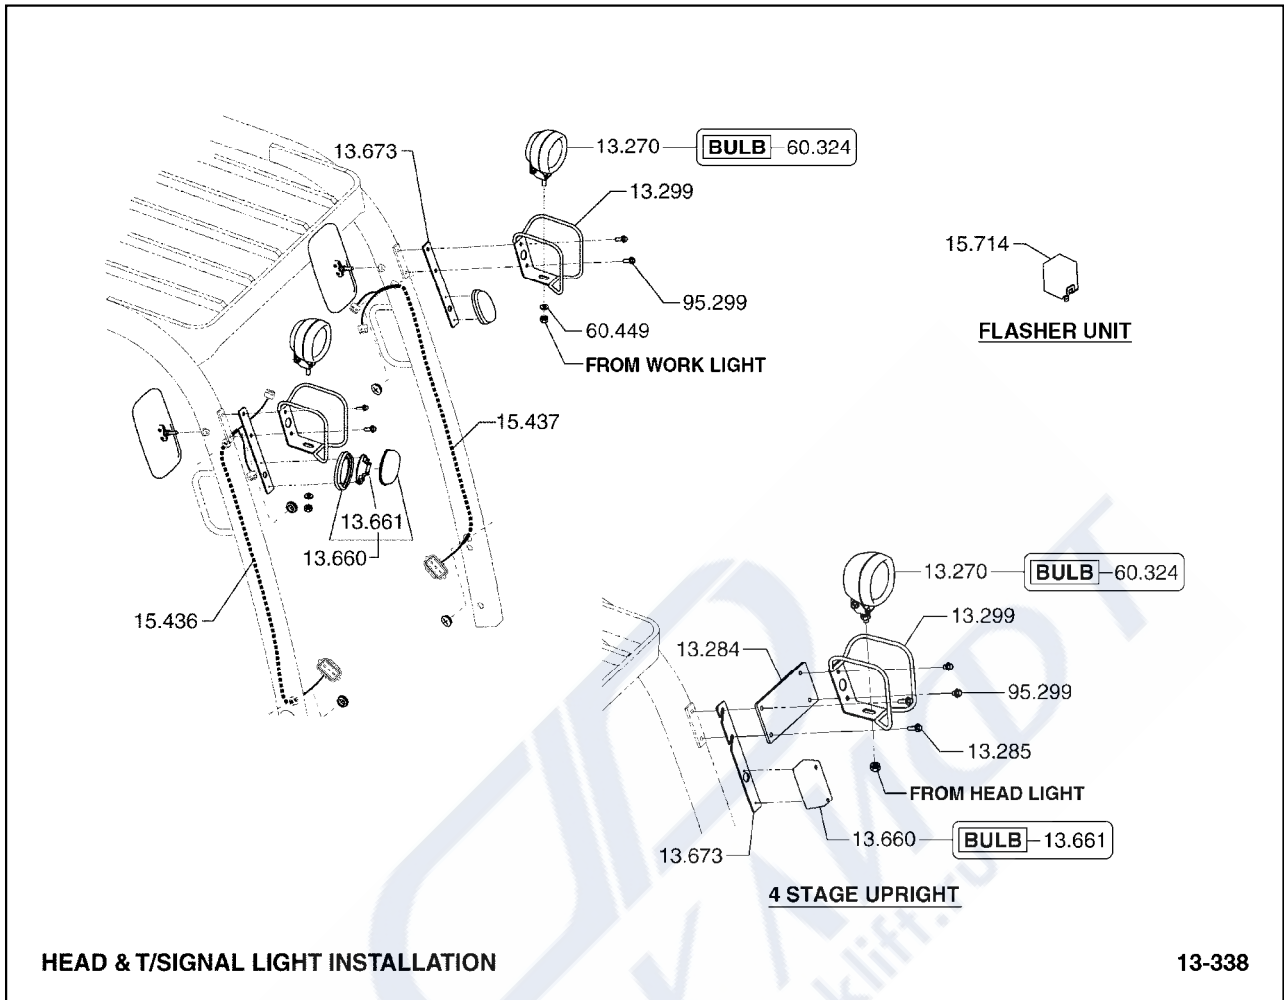 13.673
13.270
BULB 60.324
13.299
15.714
95.299
60.449
FLASHER UNIT
FROM WORK LIGHT
15.437
13.661
13.660
15.436
13.270
BULB 60.324
13.299
13.284
95.299
13.285
FROM HEAD LIGHT
13.660
BULB 13.661
13.673
4 STAGE UPRIGHT
HEAD & T/SIGNAL LIGHT INSTALLATION
13-338